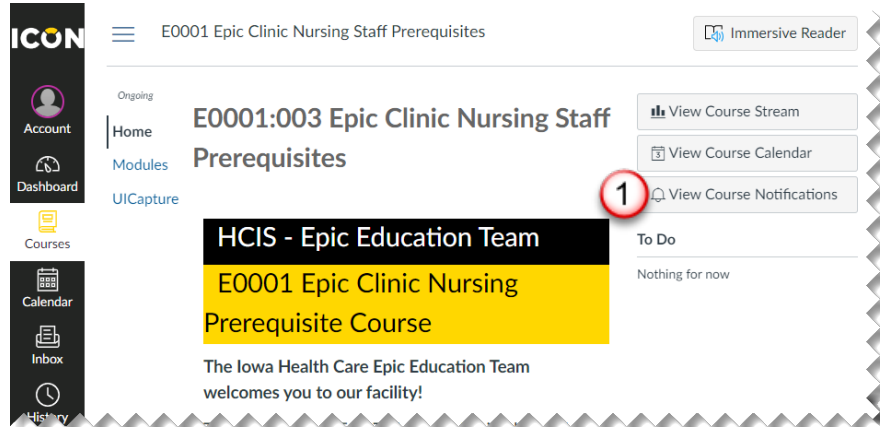 ICON
E0001 Epic Clinic Nursing Staff Prerequisites
Immersive Reader
Account
Dashboard
Courses
Calendar
Inbox
History
Ongoing
Home
Modules
UICapture
E0001:003 Epic Clinic Nursing Staff
Prerequisites
HCIS - Epic Education Team
E0001 Epic Clinic Nursing
Prerequisite Course
The Iowa Health Care Epic Education Team
welcomes you to our facility!
View Course Stream
3 View Course Calendar
1 View Course Notifications
To Do
Nothing for now